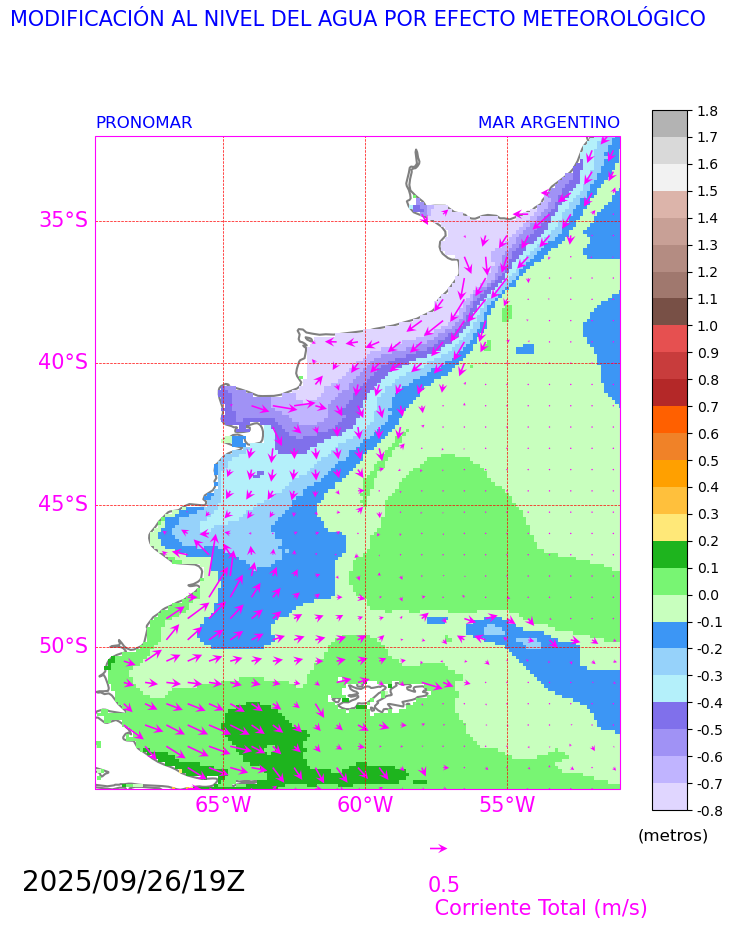 MODIFICACIÓN AL NIVEL DEL AGUA POR EFECTO METEOROLÓGICO
PRONOMAR
MAR ARGENTINO
35°S
40°S
45°S
50°S
65°W
60°W
55°W
1.8
1.7
1.6
1.5
1.4
1.3
1.2
1.1
1.0
0.9
0.8
0.7
0.6
0.5
0.4
0.3
0.2
0.1
0.0
-0.1
-0.2
-0.3
-0.4
-0.5
-0.6
-0.7
-0.8
(metros)
2025/09/26/19Z
0.5
Corriente Total (m/s)